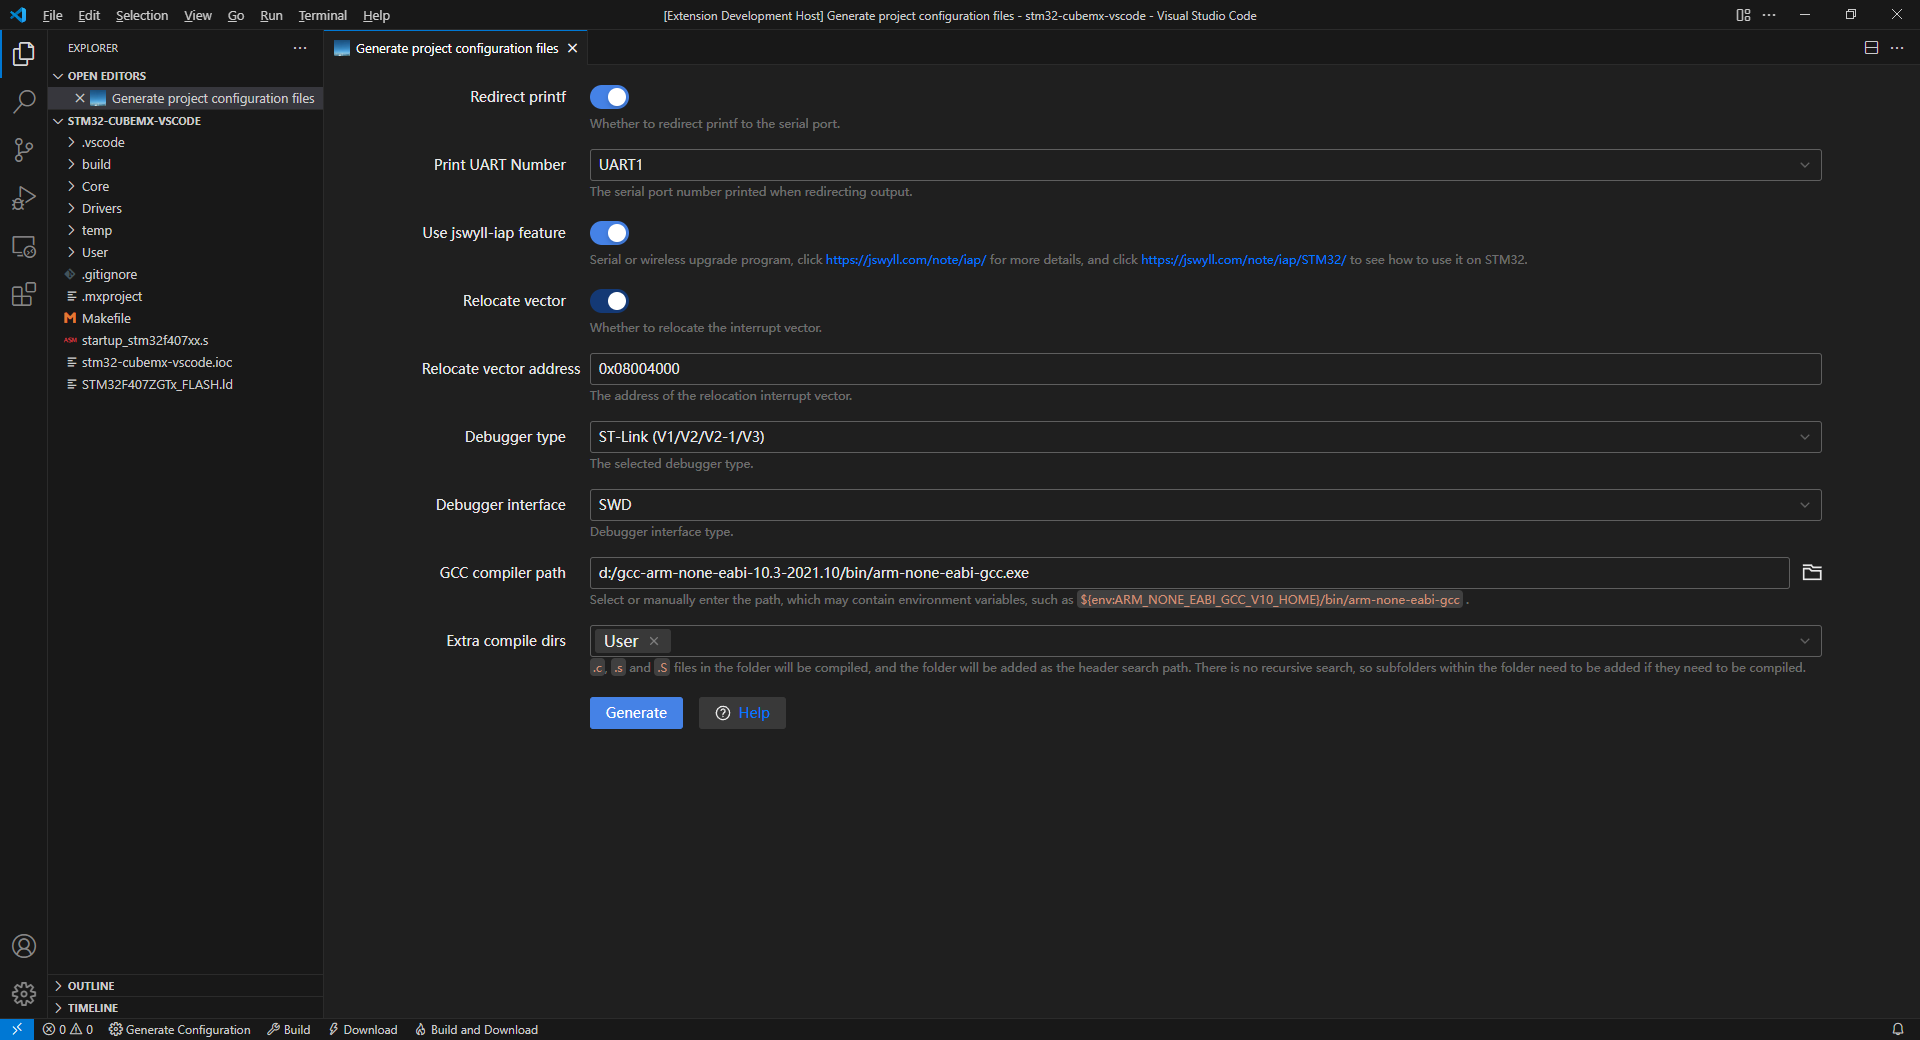 File Edit Selection View Go Run Terminal Help
[Extension Development Host] Generate project configuration files - stm32-cubemx-vscode - Visual Studio Code
EXPLORER
OPEN EDITORS
Generate project configuration files
STM32-CUBEMX-VSCODE
.vscode
build
Core
Drivers
temp
User
.gitignore
.mxproject
M Makefile
ASM startup_stm32f407xx.s
stm32-cubemx-vscode.ioc
STM32F407ZGTx_FLASH.ld
OUTLINE
TIMELINE
Generate project configuration files
Redirect printf
Whether to redirect printf to the serial port.
Print UART Number
UART1
The serial port number printed when redirecting output.
Use jswyll-iap feature
Serial or wireless upgrade program, click https://jswyll.com/note/iap/ for more details, and click https://jswyll.com/note/iap/STM32/ to see how to use it on STM32.
Relocate vector
Whether to relocate the interrupt vector.
Relocate vector address
0x08004000
The address of the relocation interrupt vector.
Debugger type
ST-Link (V1/V2/V2-1/V3)
The selected debugger type.
Debugger interface
SWD
Debugger interface type.
GCC compiler path
d:/gcc-arm-none-eabi-10.3-2021.10/bin/arm-none-eabi-gcc.exe
Select or manually enter the path, which may contain environment variables, such as ${env:ARM_NONE_EABI_GCC_V10_HOME}/bin/arm-none-eabi-gcc .
Extra compile dirs
User
.c, .s and .S files in the folder will be compiled, and the folder will be added as the header search path. There is no recursive search, so subfolders within the folder need to be added if they need to be compiled.
Generate
Help
0 0 Generate Configuration Build Download Build and Download